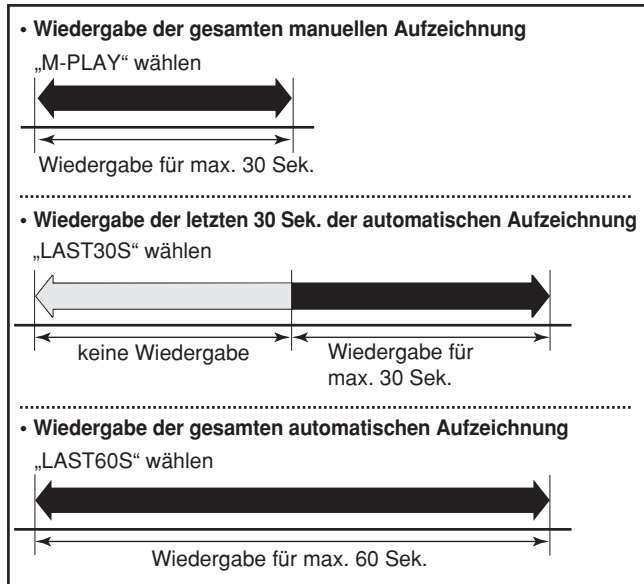 • Wiedergabe der gesamten manuellen Aufzeichnung
„M-PLAY“ wählen
Wiedergabe für max. 30 Sek.
• Wiedergabe der letzten 30 Sek. der automatischen Aufzeichnung
„LAST30S“ wählen
keine Wiedergabe
Wiedergabe für
max. 30 Sek.
• Wiedergabe der gesamten automatischen Aufzeichnung
„LAST60S“ wählen
Wiedergabe für max. 60 Sek.